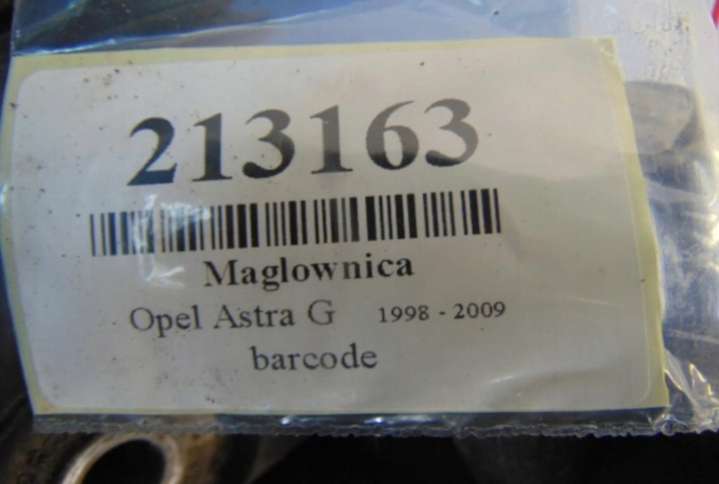 213163
Maglownica
Opel Astra G 1998 - 2009
barcode